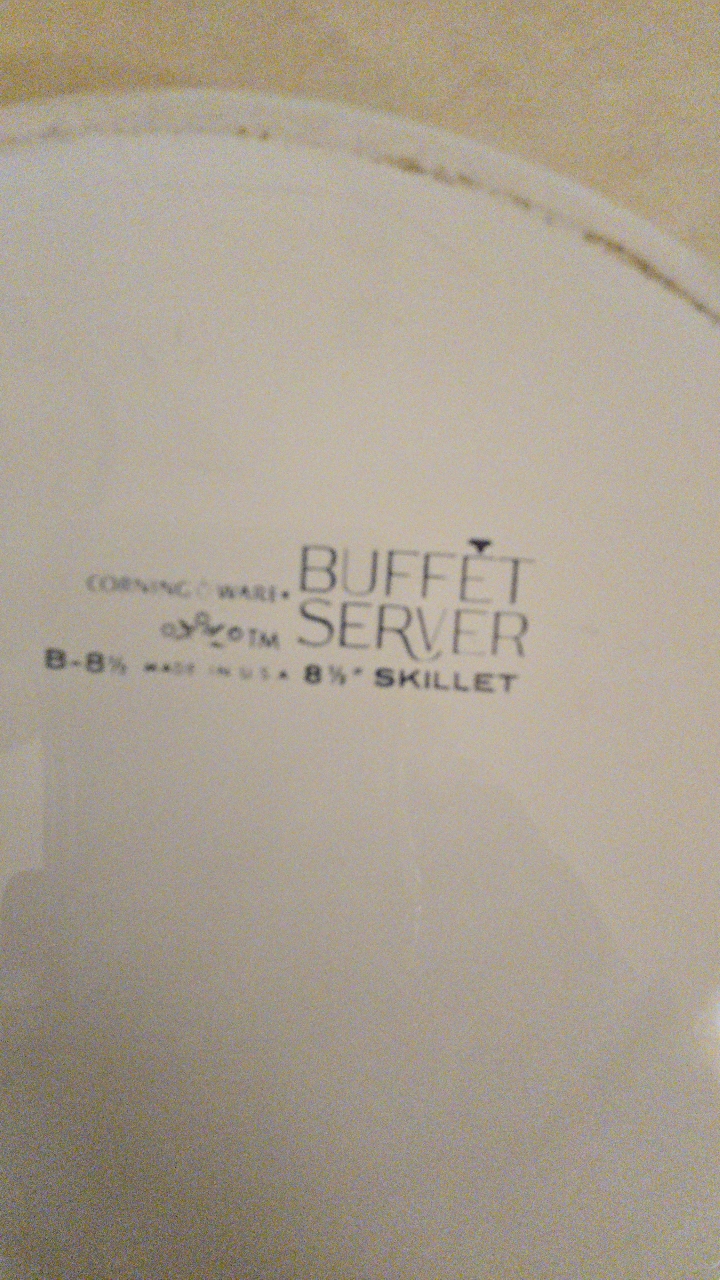 BUFFET
CORNING WARE
SERVER
TM
B-8½ MADE IN U.S.A 8½" SKILLET